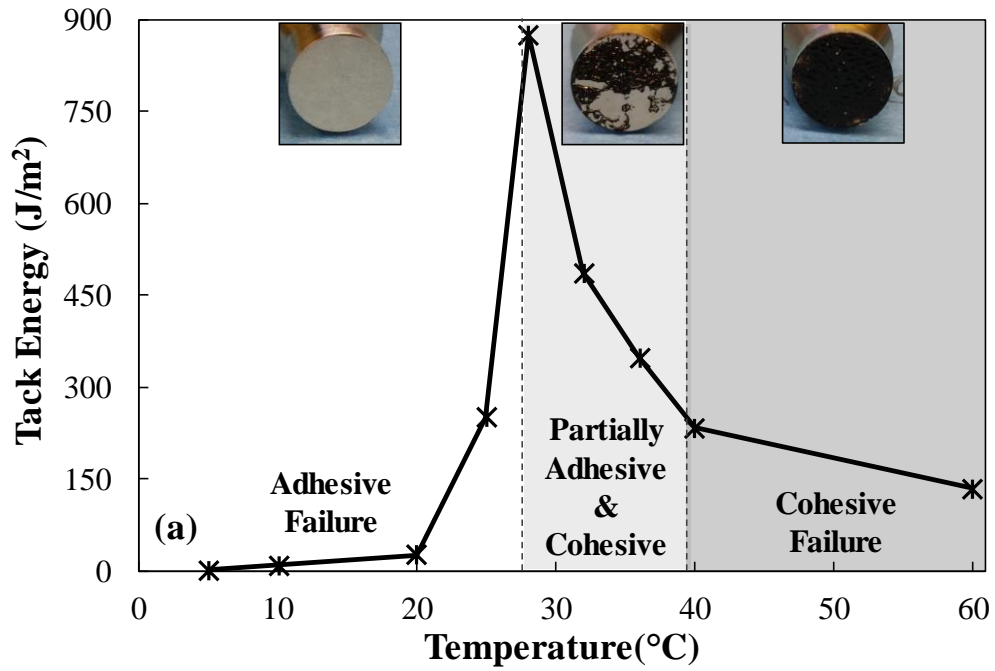 900
750
600
450
300
150
0
Tack Energy (J/m²)
Adhesive
Failure
(a)
Partially
Adhesive
&
Cohesive
Cohesive
Failure
0 10 20 30 40 50 60
Temperature(°C)